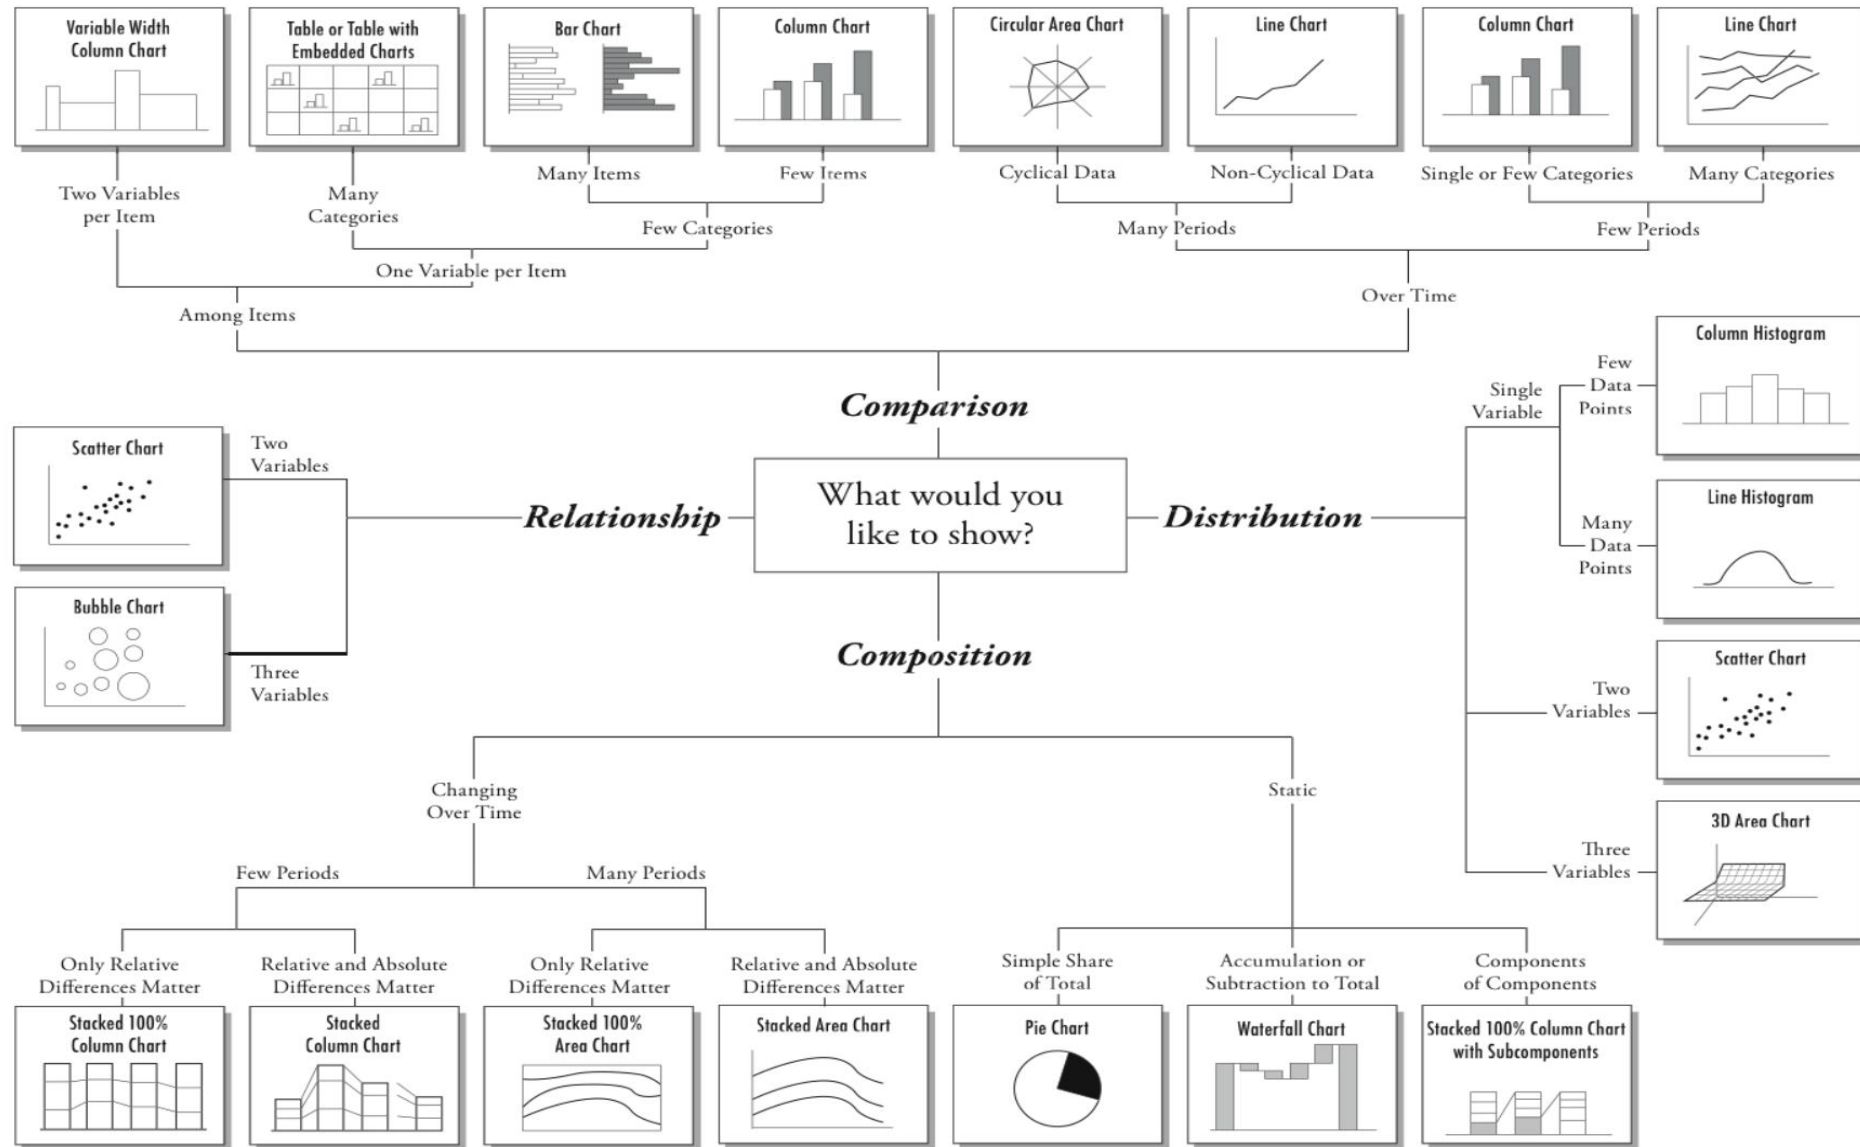 Variable Width
Column Chart
Table or Table with
Embedded Charts
Bar Chart
Column Chart
Circular Area Chart
Line Chart
Column Chart
Line Chart
Two Variables
per Item
Many
Categories
Many Items
Few Items
Cyclical Data
Non-Cyclical Data
Single or Few Categories
Many Categories
Few Categories
Many Periods
Few Periods
One Variable per Item
Among Items
Over Time
Comparison
Relationship
What would you
like to show?
Distribution
Composition
Two
Variables
Scatter Chart
Three
Variables
Bubble Chart
Single
Variable
Few
Data
Points
Column Histogram
Many
Data
Points
Line Histogram
Two
Variables
Scatter Chart
Three
Variables
3D Area Chart
Changing
Over Time
Static
Few Periods
Many Periods
Only Relative
Differences Matter
Relative and Absolute
Differences Matter
Only Relative
Differences Matter
Relative and Absolute
Differences Matter
Simple Share
of Total
Accumulation or
Subtraction to Total
Components
of Components
Stacked 100%
Column Chart
Stacked
Column Chart
Stacked 100%
Area Chart
Stacked Area Chart
Pie Chart
Waterfall Chart
Stacked 100% Column Chart
with Subcomponents